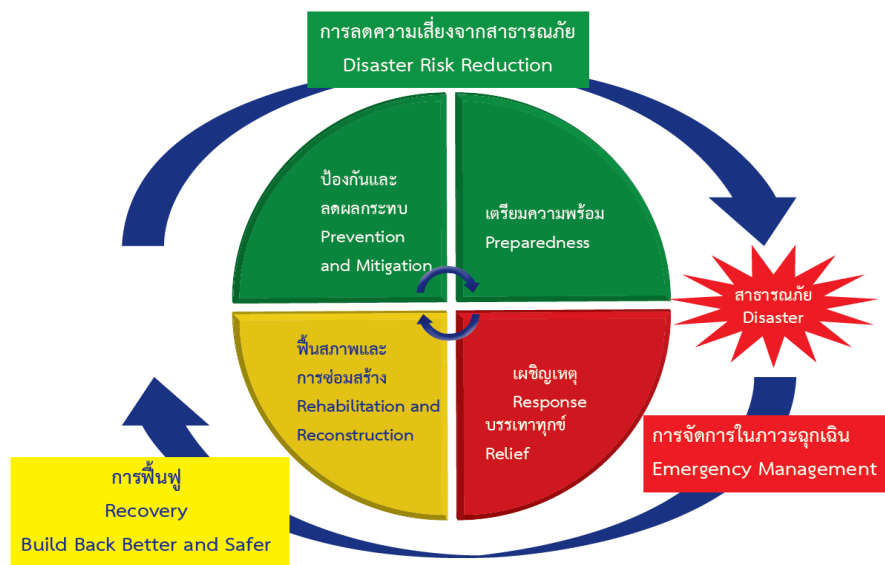 การลดความเสี่ยงจากสาธารณภัย
Disaster Risk Reduction
ป้องกันและ
ลดผลกระทบ
Prevention
and Mitigation
เตรียมความพร้อม
Preparedness
สาธารณภัย
Disaster
ฟื้นสภาพและ
การซ่อมสร้าง
Rehabilitation and
Reconstruction
เผชิญเหตุ
Response
บรรเทาทุกข์
Relief
การจัดการในภาวะฉุกเฉิน
Emergency Management
การฟื้นฟู
Recovery
Build Back Better and Safer